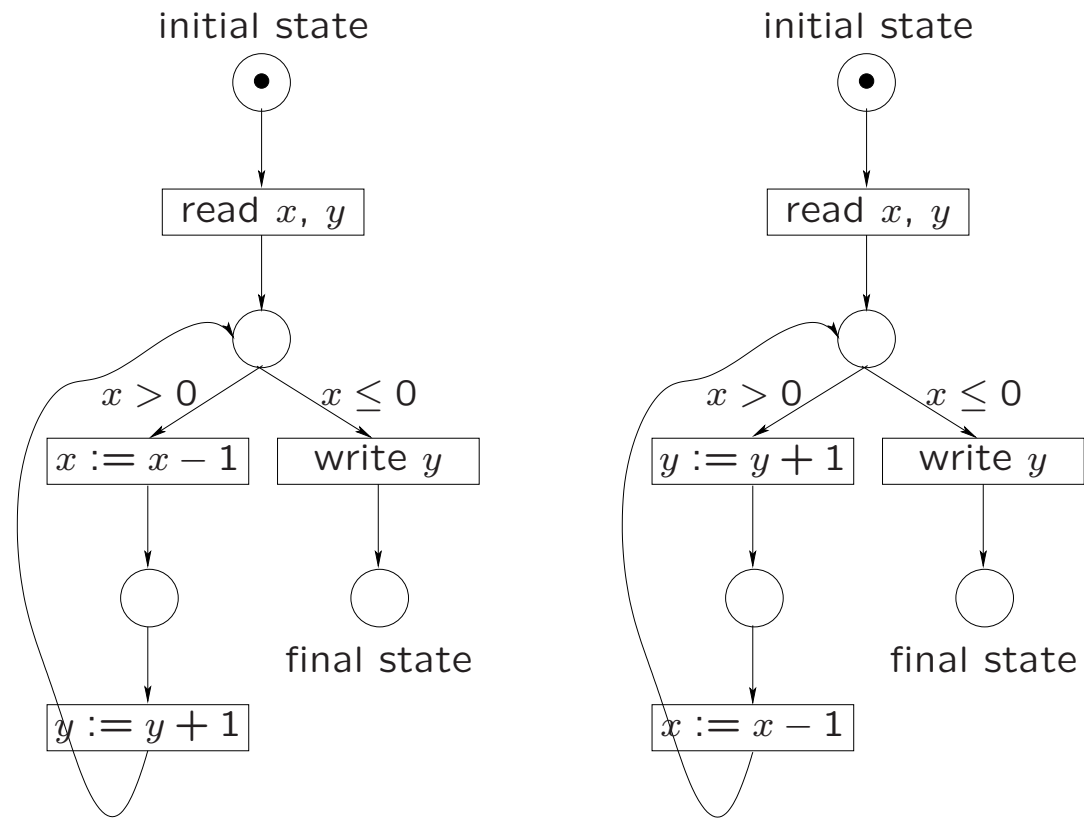 initial state
read x, y
x > 0
x ≤ 0
x := x − 1
write y
final state
y := y + 1
initial state
read x, y
x > 0
x ≤ 0
y := y + 1
write y
final state
x := x − 1